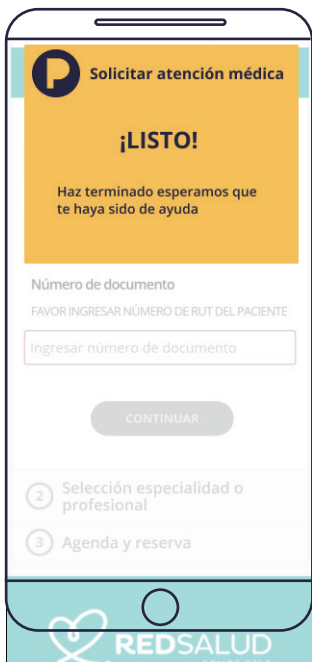 P
Solicitar atención médica
¡LISTO!
Haz terminado esperamos que
te haya sido de ayuda
Número de documento
FAVOR INGRESAR NÚMERO DE RUT DEL PACIENTE
Ingresar número de documento
CONTINUAR
2 Selección especialidad o
profesional
3 Agenda y reserva
REDSALUD